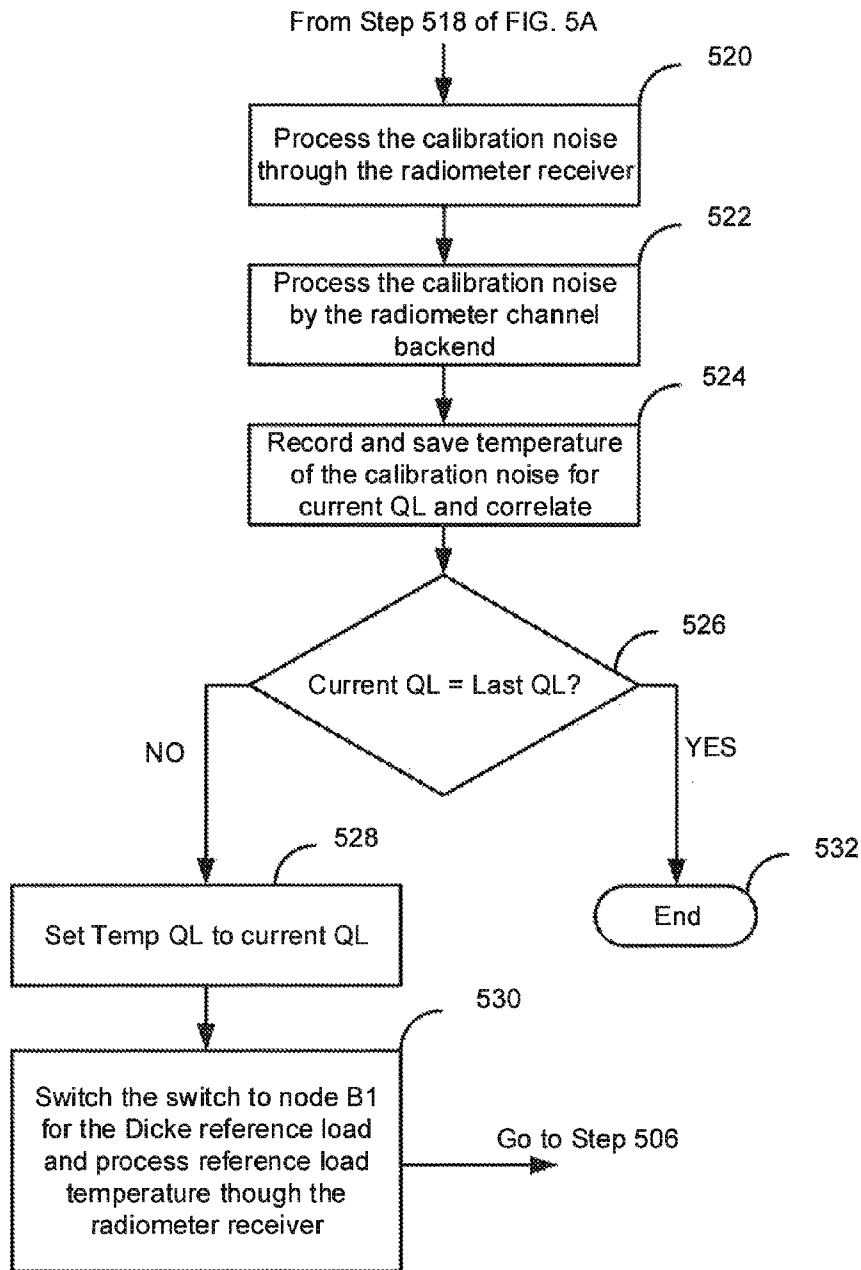 From Step 518 of FIG. 5A
520
Process the calibration noise
through the radiometer receiver
522
Process the calibration noise
by the radiometer channel
backend
524
Record and save temperature
of the calibration noise for
current QL and correlate
526
Current QL = Last QL?
NO
YES
528
Set Temp QL to current QL
532
End
530
Switch the switch to node B1
for the Dicke reference load
and process reference load
temperature though the
radiometer receiver
Go to Step 506